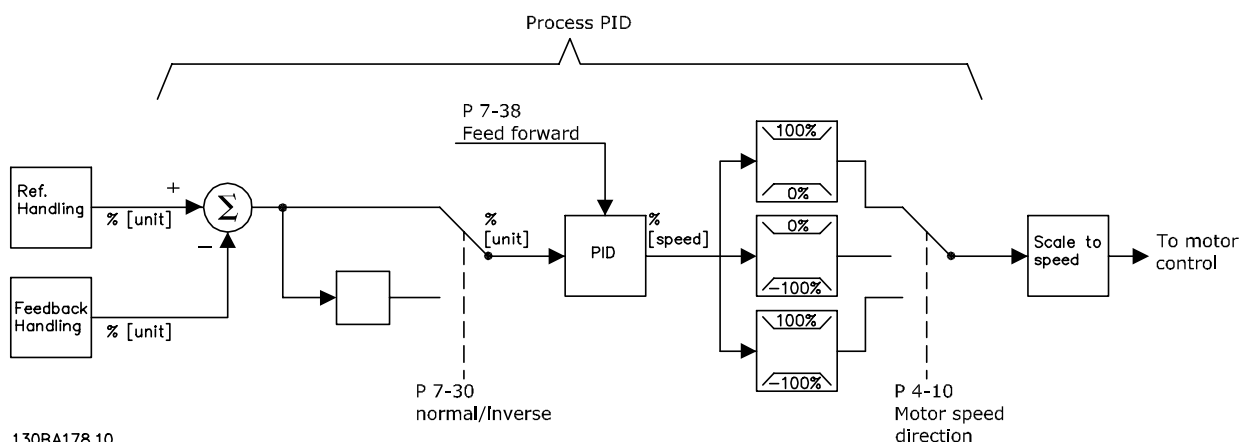 Process PID
P 7-38
Feed forward
100%
0%
Ref.
Handling
+
% [unit]
Σ
_
%
[unit]
PID
%
[speed]
0%
-100%
Scale to
speed
To motor
control
Feedback
Handling
% [unit]
100%
-100%
P 7-30
normal/inverse
P 4-10
Motor speed
direction
130BA178.10